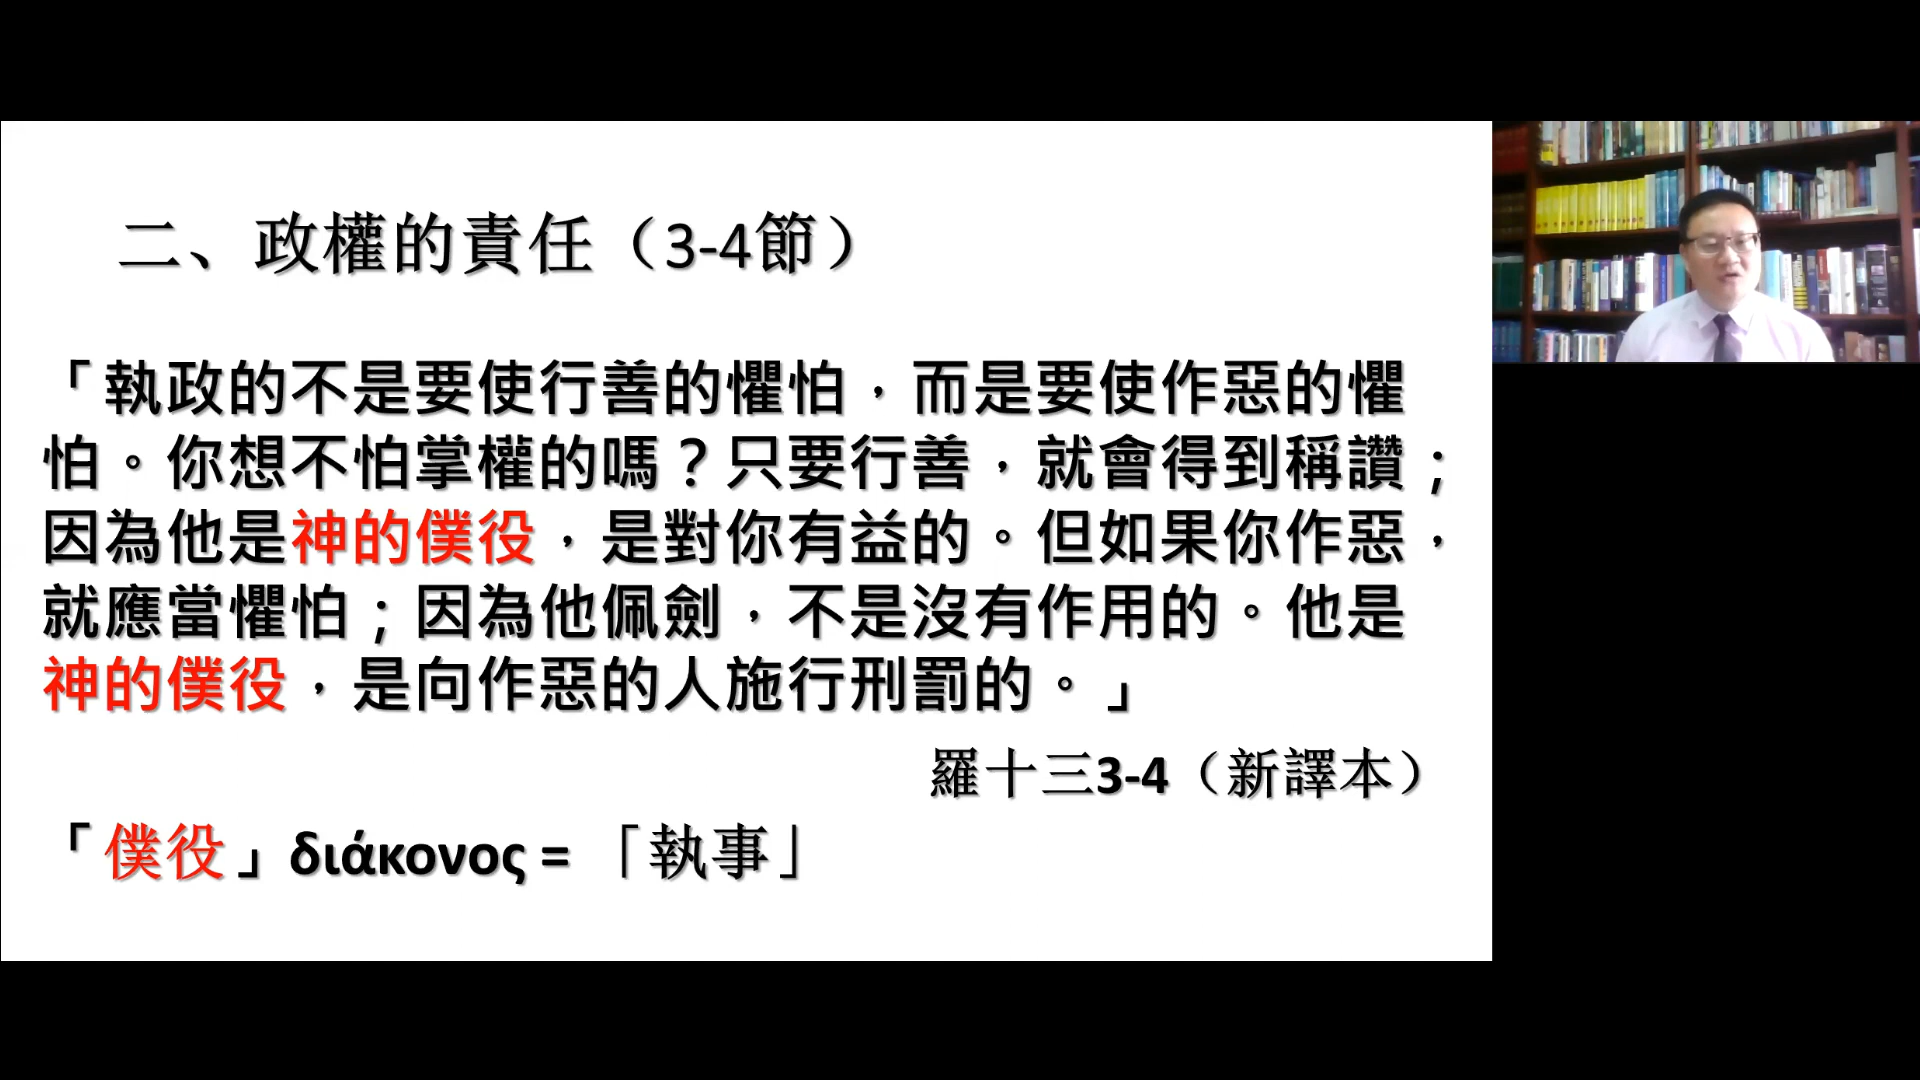 二、政權的責任（3-4節）
「執政的不是要使行善的懼怕，而是要使作惡的懼
怕。你想不怕掌權的嗎？只要行善，就會得到稱讚；
因為他是神的僕役，是對你有益的。但如果你作惡，
就應當懼怕；因為他佩劍，不是沒有作用的。他是
神的僕役，是向作惡的人施行刑罰的。」
羅十三3-4（新譯本）
「僕役」διάκονος = 「執事」